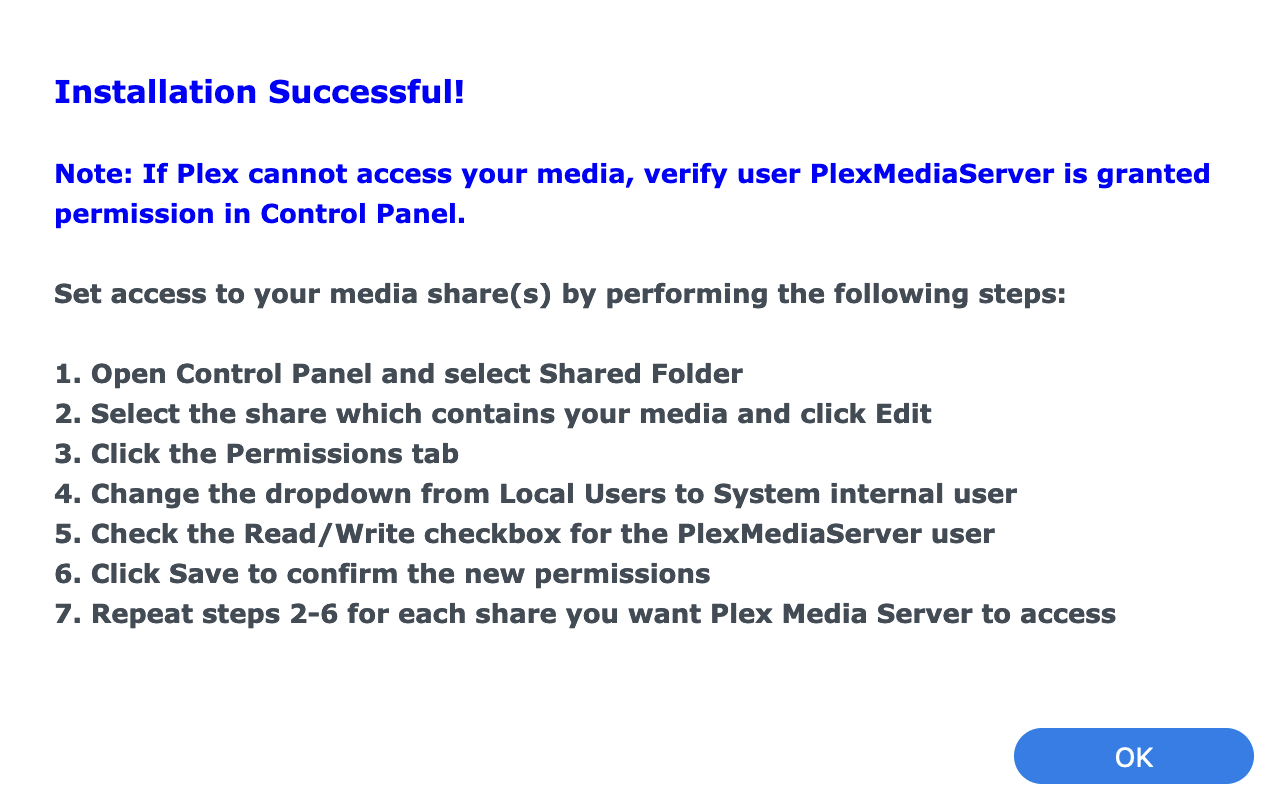 Installation Successful!
Note: If Plex cannot access your media, verify user PlexMediaServer is granted
permission in Control Panel.
Set access to your media share(s) by performing the following steps:
1. Open Control Panel and select Shared Folder
2. Select the share which contains your media and click Edit
3. Click the Permissions tab
4. Change the dropdown from Local Users to System internal user
5. Check the Read/Write checkbox for the PlexMediaServer user
6. Click Save to confirm the new permissions
7. Repeat steps 2-6 for each share you want Plex Media Server to access
OK